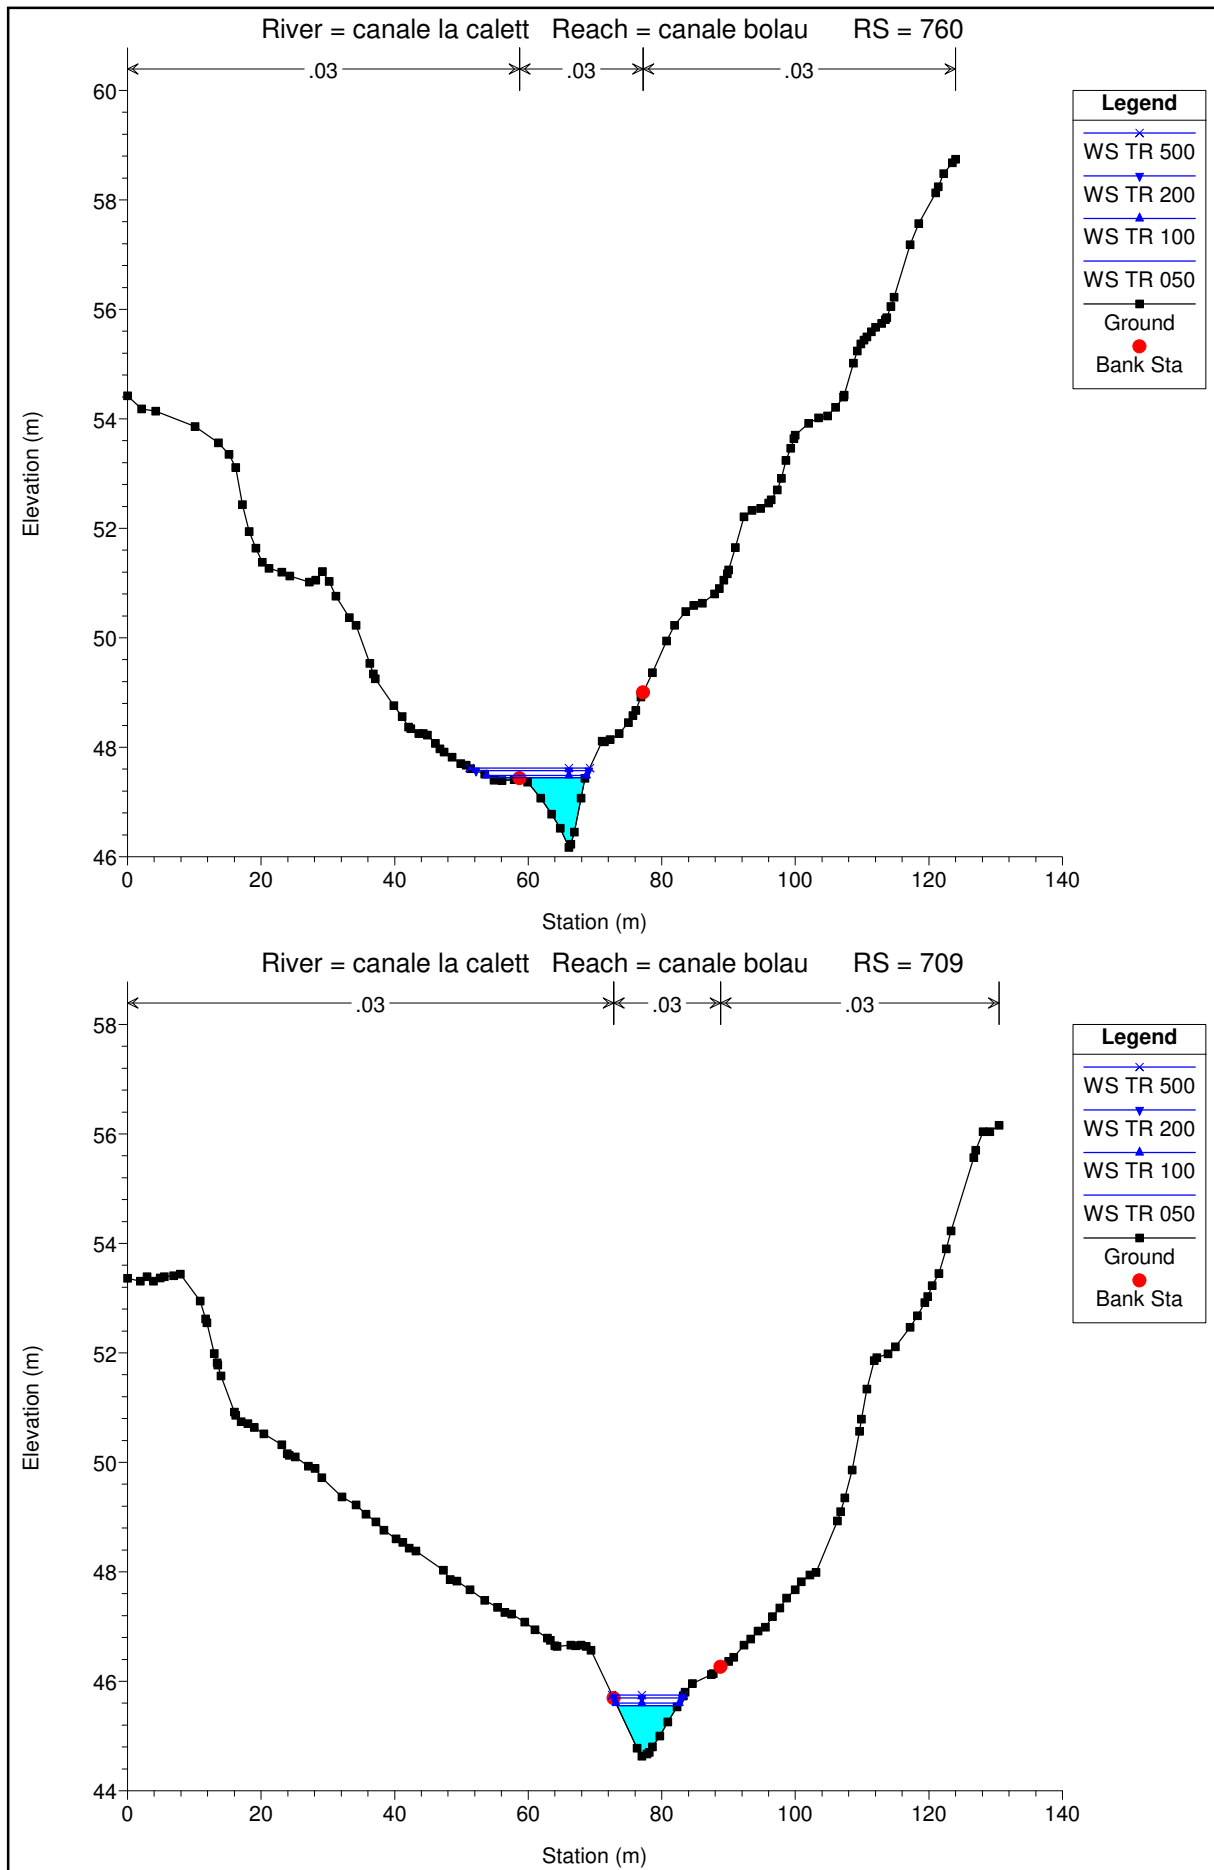 River = canale la calett   Reach = canale bolau   RS = 760
.03 .03 .03
Legend
WS TR 500
WS TR 200
WS TR 100
WS TR 050
Ground
Bank Sta
60
58
56
54
52
50
48
46
Elevation (m)
0 20 40 60 80 100 120 140
Station (m)
River = canale la calett   Reach = canale bolau   RS = 709
.03 .03 .03
Legend
WS TR 500
WS TR 200
WS TR 100
WS TR 050
Ground
Bank Sta
58
56
54
52
50
48
46
44
Elevation (m)
0 20 40 60 80 100 120 140
Station (m)